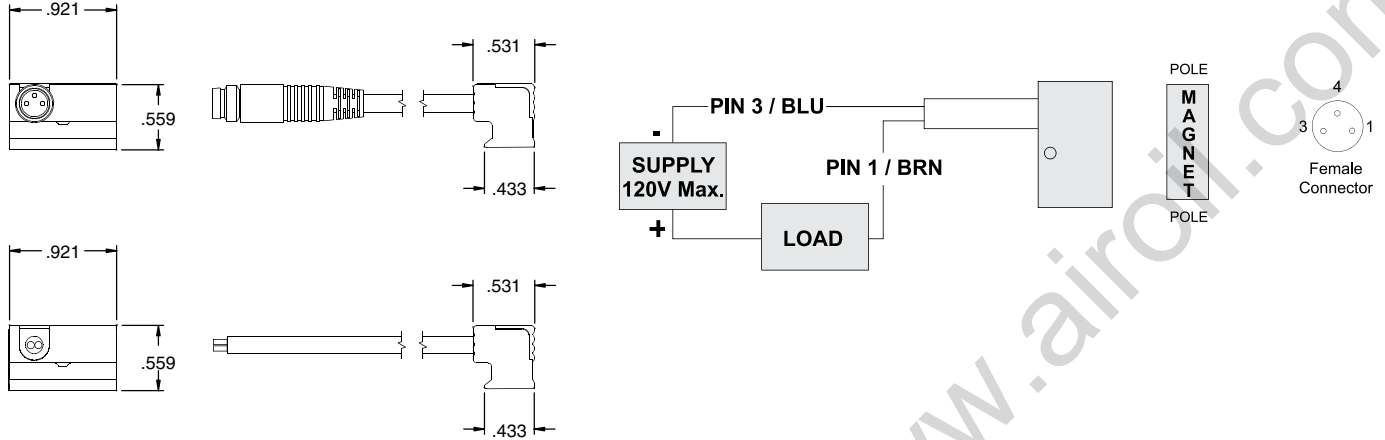 .921
.559
.531
.433
PIN 3 / BLU
-
SUPPLY
120V Max.
+
PIN 1 / BRN
LOAD
POLE
MAGNET
POLE
4
3
1
Female
Connector
.921
.559
.531
.433
www.airoil.com